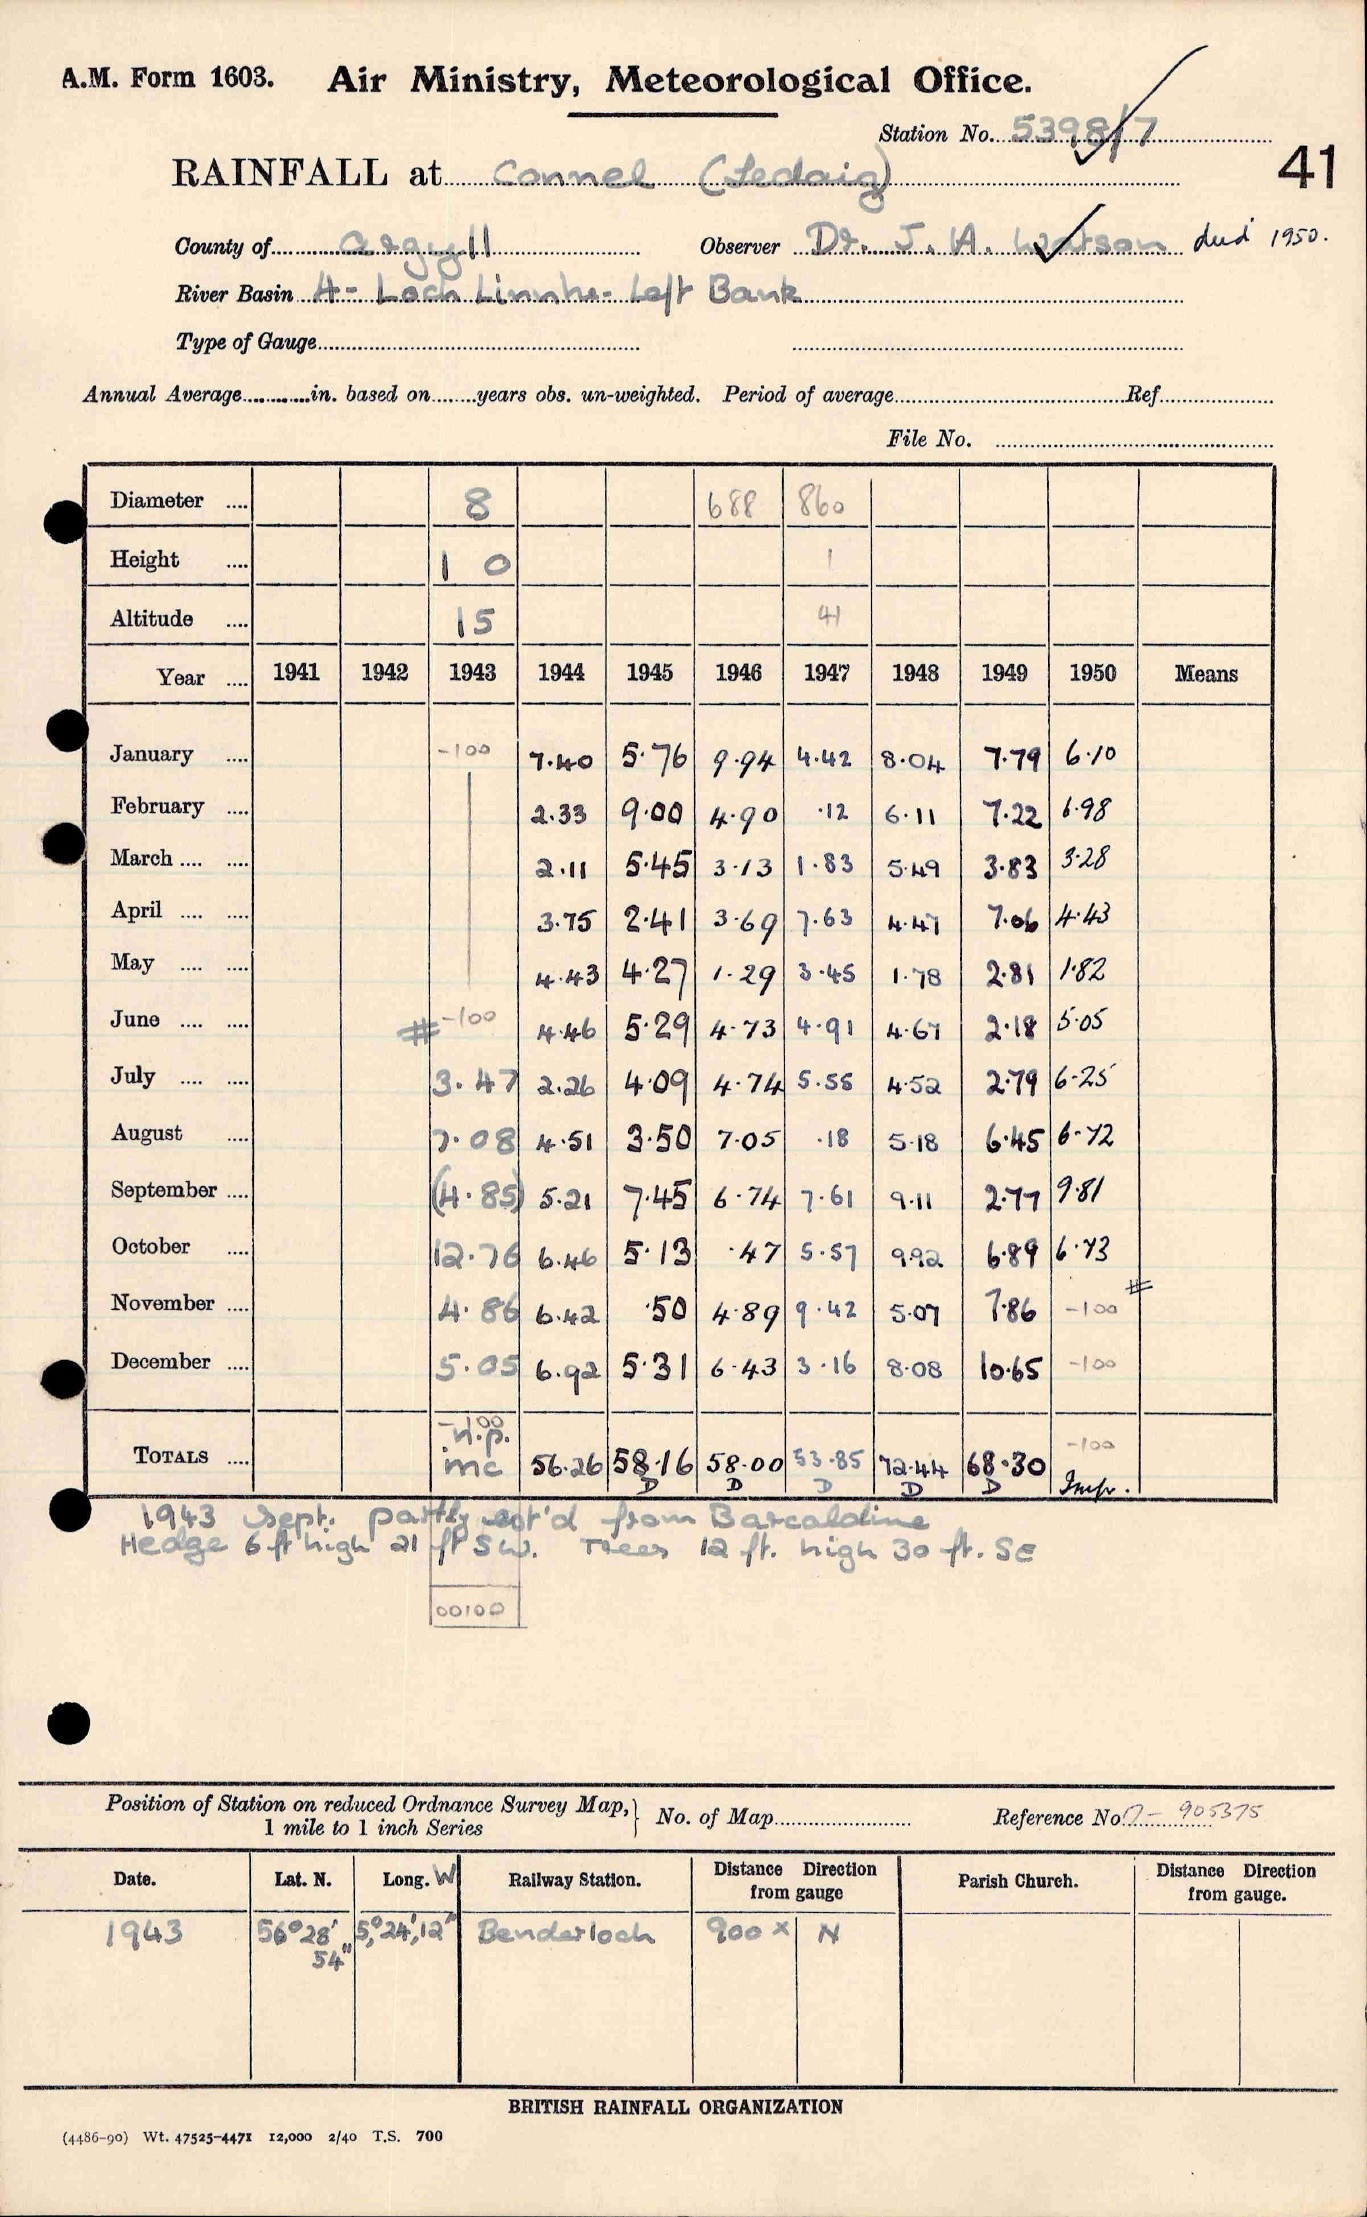 A.M. Form 1603. Air Ministry, Meteorological Office.
Station No. 5398/7
RAINFALL at Connel (Ledaig) 41
County of Argyll Observer Dr. J. A. Watson died 1950.
River Basin 4- Loch Linnhe- Left Bank
Type of Gauge
Annual Average in. based on years obs. un-weighted. Period of average Ref
File No.
Diameter .... 8 688 860
Height .... 1 0 1
Altitude .... 15 41
Year .... 1941 1942 1943 1944 1945 1946 1947 1948 1949 1950 Means
January .... -100 7.40 5.76 9.94 4.42 8.04 7.79 6.10
February .... 2.33 9.00 4.90 .12 6.11 7.22 6.98
March .... .... 2.11 5.45 3.13 1.83 5.49 3.83 3.28
April .... .... 3.75 2.41 3.69 7.63 4.47 7.06 4.43
May .... .... 4.43 4.27 1.29 3.45 1.78 2.81 1.82
June .... .... # -100 4.46 5.29 4.73 4.91 4.67 2.18 5.05
July .... .... 3.47 2.26 4.09 4.74 5.55 4.52 2.79 6.25
August .... 7.08 4.51 3.50 7.05 .18 5.18 6.45 6.72
September .... (4.85) 5.21 7.45 6.74 7.61 9.11 2.77 9.81
October .... 12.76 6.46 5.13 .47 5.57 9.92 6.89 6.73
November .... 4.86 6.42 .50 4.89 9.42 5.07 7.86 -100 #
December .... 5.05 6.92 5.31 6.43 3.16 8.08 10.65 -100
-100
n.p.
TOTALS .... mc 56.26 58.16 58.00 53.85 72.44 68.30 -100
D D D D D Impr.
1943 Sept. partly est'd from Barcaldine
Hedge 6 ft high 21 ft SW. Trees 12 ft. high 30 ft. SE
00100
Position of Station on reduced Ordnance Survey Map,
1 mile to 1 inch Series
No. of Map Reference No 17- 905375
Date. Lat. N. Long. W Railway Station. Distance Direction from gauge Parish Church. Distance Direction from gauge.
1943 56° 28' 54" 5° 24' 12" Benderloch 900 x N
BRITISH RAINFALL ORGANIZATION
(4486-90) Wt. 47525-4471 12,000 2/40 T.S. 700